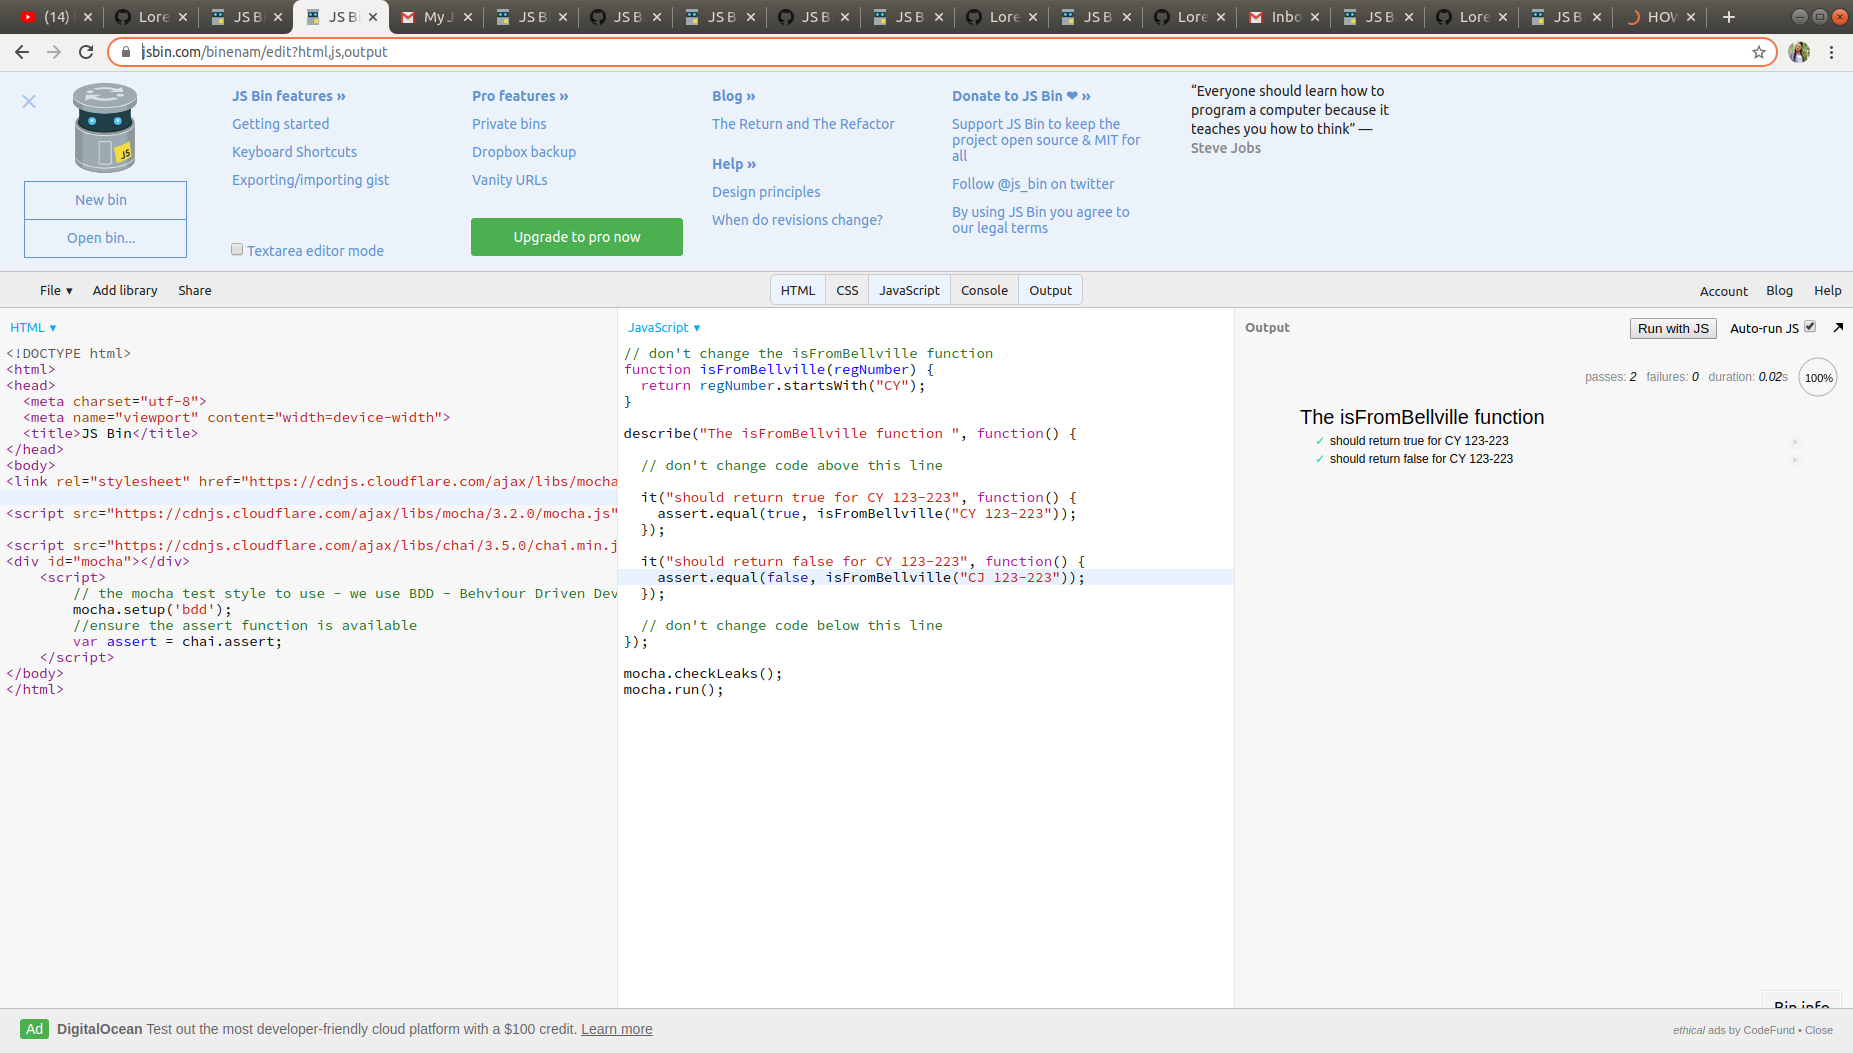 (14)
Lore
JS B
JS B
My J
JS B
JS B
JS B
JS B
JS B
Lore
JS B
Lore
Inbo
JS B
Lore
JS B
HOW
jsbin.com/binenam/edit?html,js,output
JS
New bin
Open bin...
JS Bin features »
Getting started
Keyboard Shortcuts
Exporting/importing gist
Textarea editor mode
Pro features »
Private bins
Dropbox backup
Vanity URLs
Upgrade to pro now
Blog »
The Return and The Refactor
Help »
Design principles
When do revisions change?
Donate to JS Bin ❤ »
Support JS Bin to keep the
project open source & MIT for
all
Follow @js_bin on twitter
By using JS Bin you agree to
our legal terms
“Everyone should learn how to
program a computer because it
teaches you how to think” —
Steve Jobs
File ▾ Add library Share
HTML CSS JavaScript Console Output
Account Blog Help
HTML ▾
<!DOCTYPE html>
<html>
<head>
<meta charset="utf-8">
<meta name="viewport" content="width=device-width">
<title>JS Bin</title>
</head>
<body>
<link rel="stylesheet" href="https://cdnjs.cloudflare.com/ajax/libs/mocha
<script src="https://cdnjs.cloudflare.com/ajax/libs/mocha/3.2.0/mocha.js"
<script src="https://cdnjs.cloudflare.com/ajax/libs/chai/3.5.0/chai.min.j
<div id="mocha"></div>
<script>
// the mocha test style to use - we use BDD - Behviour Driven Dev
mocha.setup('bdd');
//ensure the assert function is available
var assert = chai.assert;
</script>
</body>
</html>
JavaScript ▾
// don't change the isFromBellville function
function isFromBellville(regNumber) {
return regNumber.startsWith("CY");
}
describe("The isFromBellville function ", function() {
// don't change code above this line
it("should return true for CY 123-223", function() {
assert.equal(true, isFromBellville("CY 123-223"));
});
it("should return false for CY 123-223", function() {
assert.equal(false, isFromBellville("CJ 123-223"));
});
// don't change code below this line
});
mocha.checkLeaks();
mocha.run();
Output
Run with JS
Auto-run JS
passes: 2 failures: 0 duration: 0.02s 100%
The isFromBellville function
✓ should return true for CY 123-223
✓ should return false for CY 123-223
Bin info
Ad DigitalOcean Test out the most developer-friendly cloud platform with a $100 credit. Learn more
ethical ads by CodeFund • Close